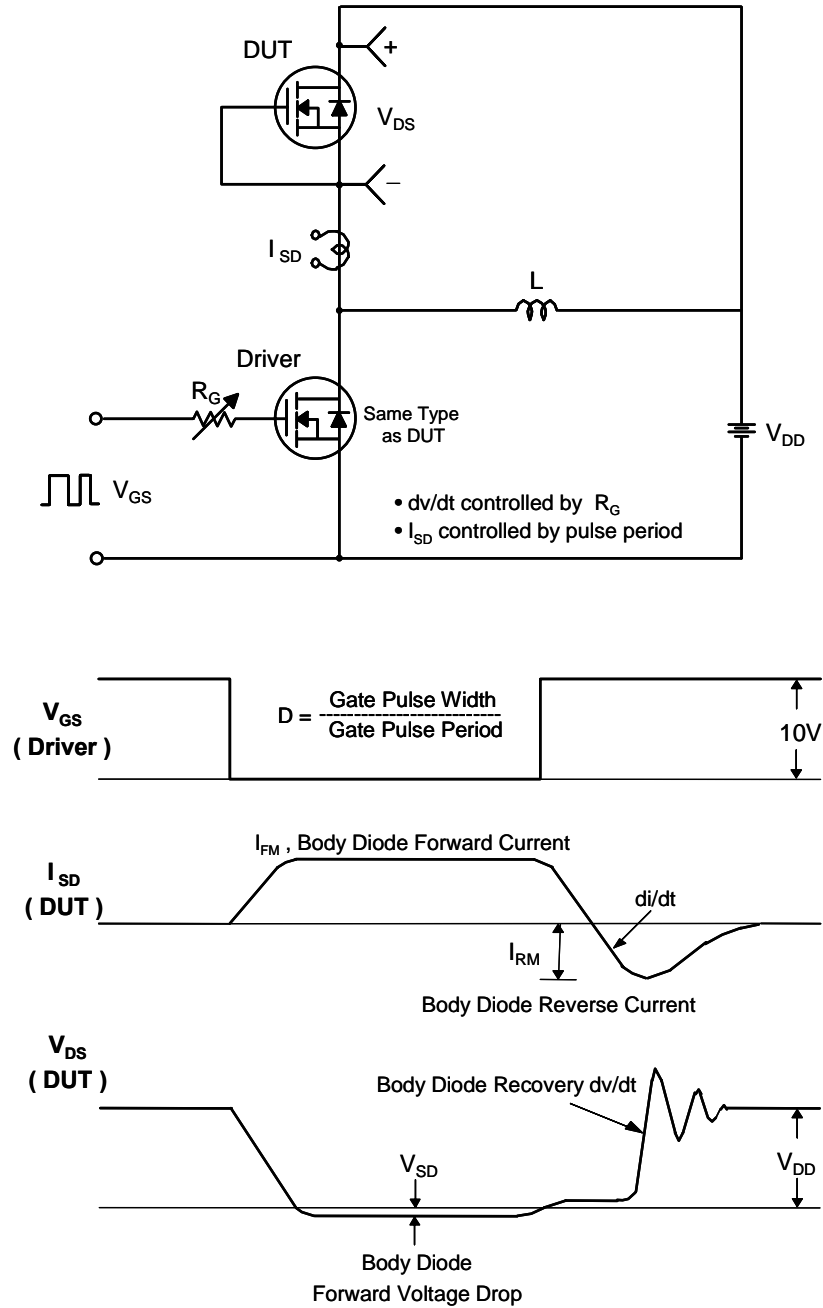 DUT
+
V_DS
−
I_SD
L
Driver
R_G
Same Type
as DUT
V_DD
V_GS
• dv/dt controlled by R_G
• I_SD controlled by pulse period
V_GS
( Driver )
D = Gate Pulse Width
Gate Pulse Period
10V
I_FM , Body Diode Forward Current
I_SD
( DUT )
di/dt
I_RM
Body Diode Reverse Current
V_DS
( DUT )
Body Diode Recovery dv/dt
V_SD
V_DD
Body Diode
Forward Voltage Drop